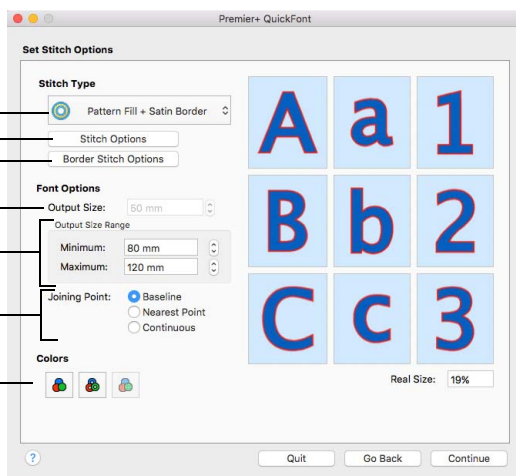 Premier+ QuickFont
Set Stitch Options
Stitch Type
Pattern Fill + Satin Border
Stitch Options
Border Stitch Options
Font Options
Output Size: 50 mm
Output Size Range
Minimum: 80 mm
Maximum: 120 mm
Joining Point: Baseline
Nearest Point
Continuous
Colors
A a 1
B b 2
C c 3
Real Size: 19%
? Quit Go Back Continue